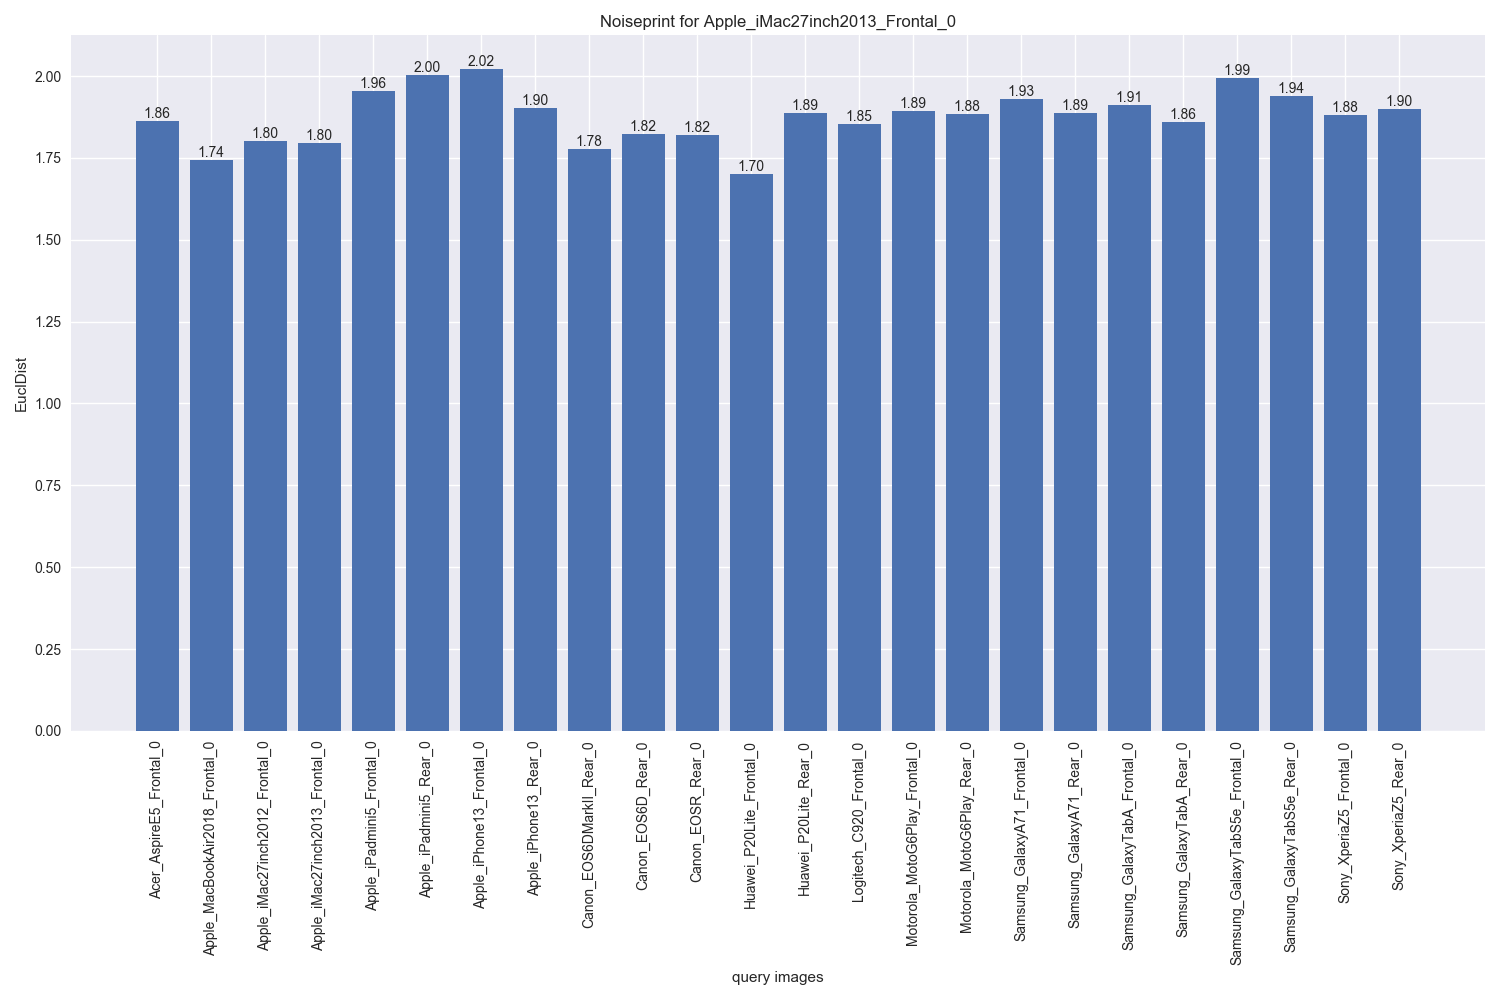 Noiseprint for Apple_iMac27inch2013_Frontal_0
EuclDist
2.00
1.75
1.50
1.25
1.00
0.75
0.50
0.25
0.00
1.86
1.74
1.80
1.80
1.96
2.00
2.02
1.90
1.78
1.82
1.82
1.70
1.89
1.85
1.89
1.88
1.93
1.89
1.91
1.86
1.99
1.94
1.88
1.90
Acer_AspireE5_Frontal_0
Apple_MacBookAir2018_Frontal_0
Apple_iMac27inch2012_Frontal_0
Apple_iMac27inch2013_Frontal_0
Apple_iPadmini5_Frontal_0
Apple_iPadmini5_Rear_0
Apple_iPhone13_Frontal_0
Apple_iPhone13_Rear_0
Canon_EOS6DMarkII_Rear_0
Canon_EOS6D_Rear_0
Canon_EOSR_Rear_0
Huawei_P20Lite_Frontal_0
Huawei_P20Lite_Rear_0
Logitech_C920_Frontal_0
Motorola_MotoG6Play_Frontal_0
Motorola_MotoG6Play_Rear_0
Samsung_GalaxyA71_Frontal_0
Samsung_GalaxyA71_Rear_0
Samsung_GalaxyTabA_Frontal_0
Samsung_GalaxyTabA_Rear_0
Samsung_GalaxyTabS5e_Frontal_0
Samsung_GalaxyTabS5e_Rear_0
Sony_XperiaZ5_Frontal_0
Sony_XperiaZ5_Rear_0
query images